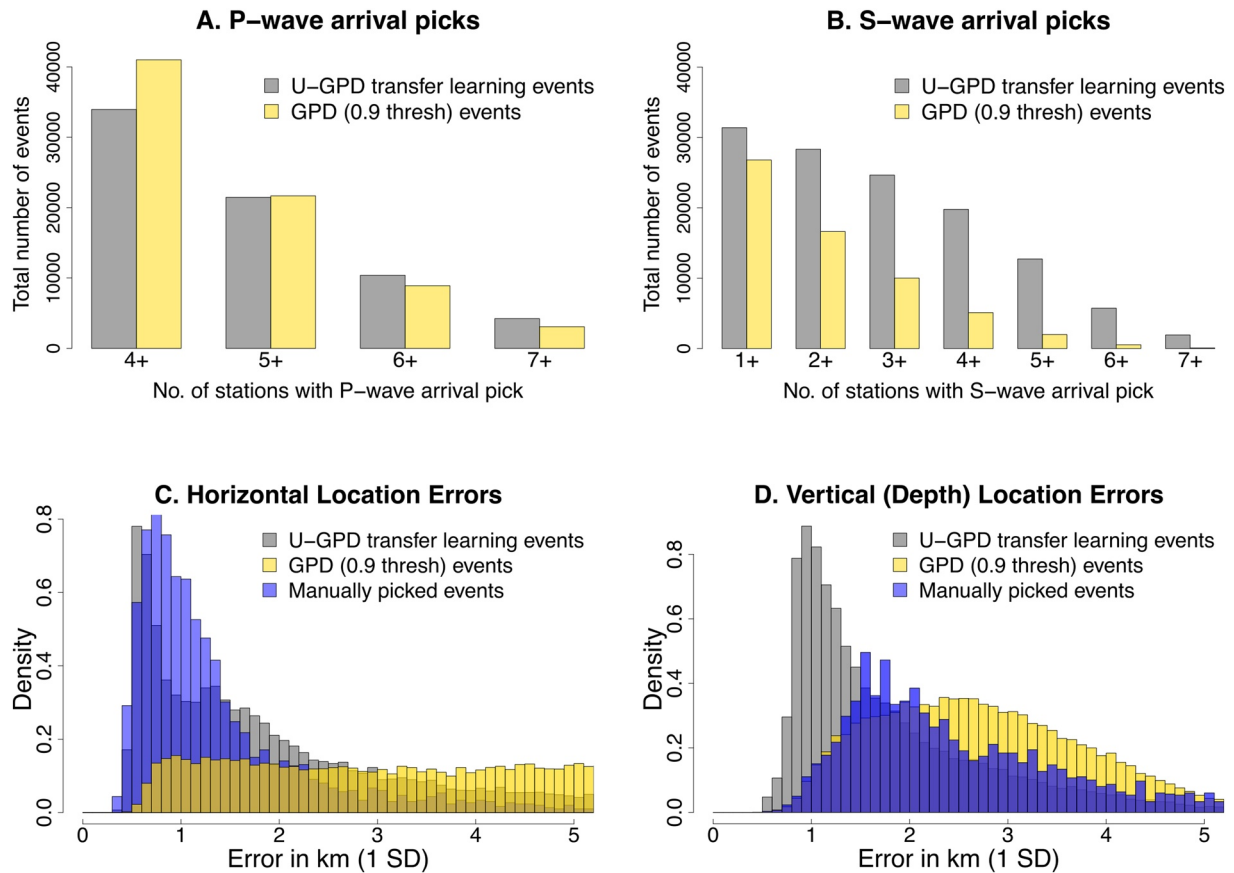 A. P−wave arrival picks
Total number of events
0
10000
20000
30000
40000
U−GPD transfer learning events
GPD (0.9 thresh) events
4+ 5+ 6+ 7+
No. of stations with P−wave arrival pick
B. S−wave arrival picks
Total number of events
0
10000
20000
30000
40000
U−GPD transfer learning events
GPD (0.9 thresh) events
1+ 2+ 3+ 4+ 5+ 6+ 7+
No. of stations with S−wave arrival pick
C. Horizontal Location Errors
Density
0.0
0.2
0.4
0.6
0.8
U−GPD transfer learning events
GPD (0.9 thresh) events
Manually picked events
0 1 2 3 4 5
Error in km (1 SD)
D. Vertical (Depth) Location Errors
Density
0.0
0.2
0.4
0.6
0.8
U−GPD transfer learning events
GPD (0.9 thresh) events
Manually picked events
0 1 2 3 4 5
Error in km (1 SD)